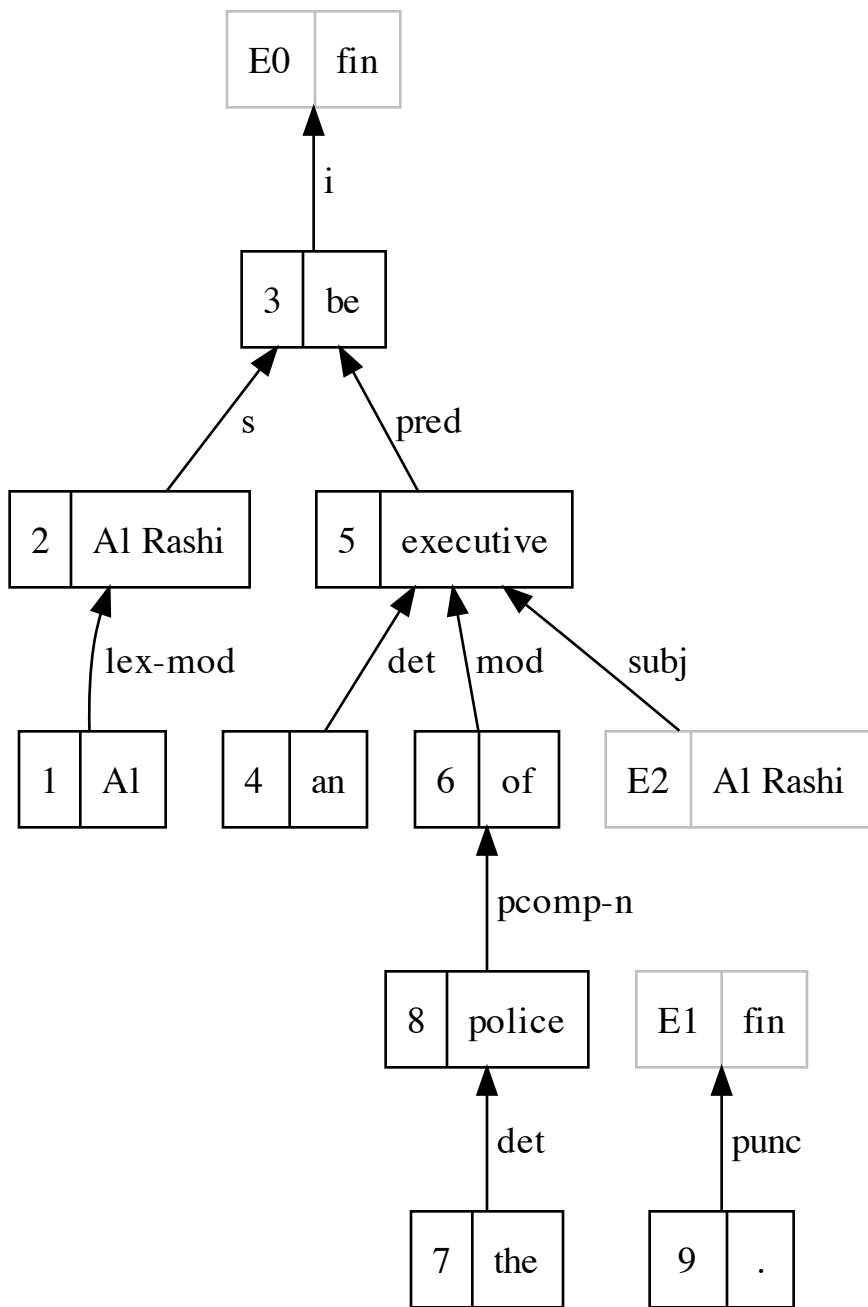 E0 fin
i
3 be
s pred
2 Al Rashi 5 executive
lex-mod det mod subj
1 Al 4 an 6 of E2 Al Rashi
pcomp-n
8 police E1 fin
det punc
7 the 9 .